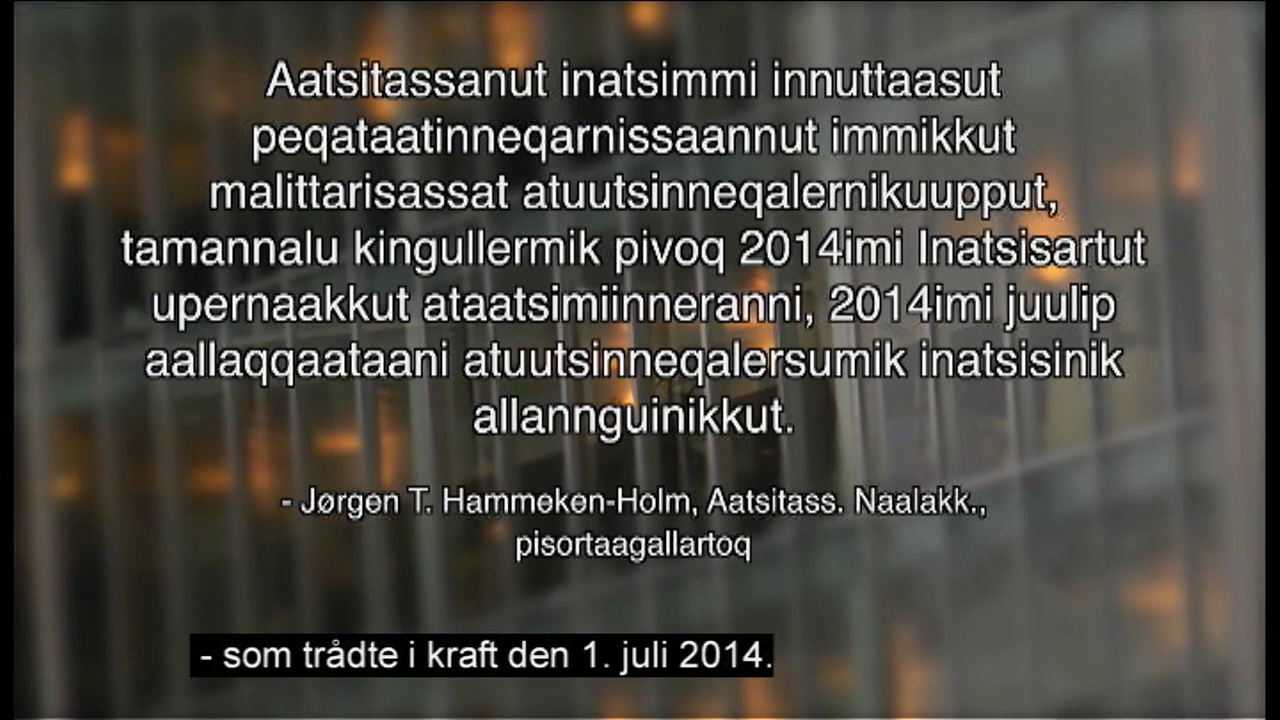 Aatsitassanut inatsimmi innuttaasut
peqataatinneqarnissaannut immikkut
malittarisassat atuutsinneqalernikuupput,
tamannalu kingullermik pivoq 2014imi Inatsisartut
upernaakkut ataatsimiinneranni, 2014imi juulip
aallaqqaataani atuutsinneqalersumik inatsisinik
allannguinikkut.
- Jørgen T. Hammeken-Holm, Aatsitass. Naalakk.,
pisortaagallartoq
- som trådte i kraft den 1. juli 2014.